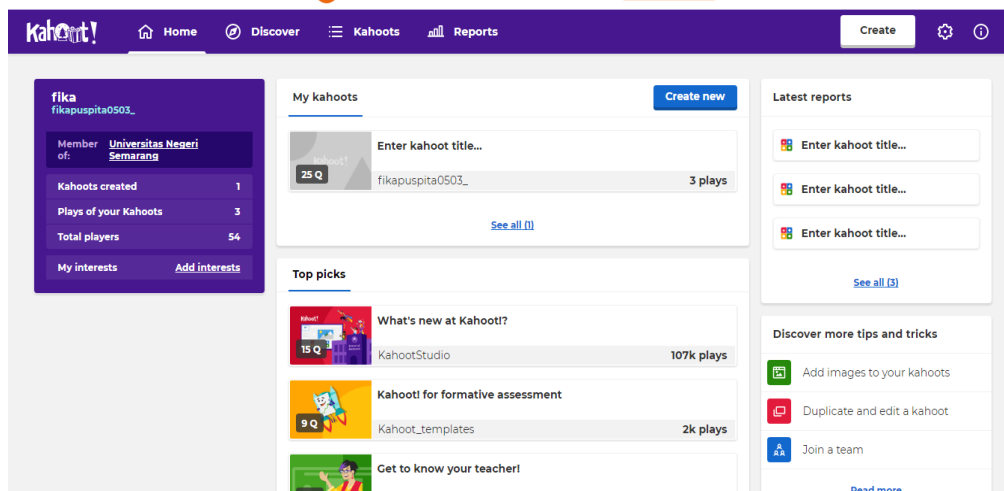 Kahoot!
Home
Discover
Kahoots
Reports
Create
fika
fikapuspita0503_
Member of: Universitas Negeri Semarang
Kahoots created 1
Plays of your Kahoots 3
Total players 54
My interests Add interests
My kahoots
Create new
Kahoot!
25 Q
Enter kahoot title...
fikapuspita0503_ 3 plays
See all (1)
Top picks
Kahoot!
15 Q
What's new at Kahoot!?
KahootStudio 107k plays
9 Q
Kahoot! for formative assessment
Kahoot_templates 2k plays
Get to know your teacher!
Latest reports
Enter kahoot title...
Enter kahoot title...
Enter kahoot title...
See all (3)
Discover more tips and tricks
Add images to your kahoots
Duplicate and edit a kahoot
Join a team
Read more